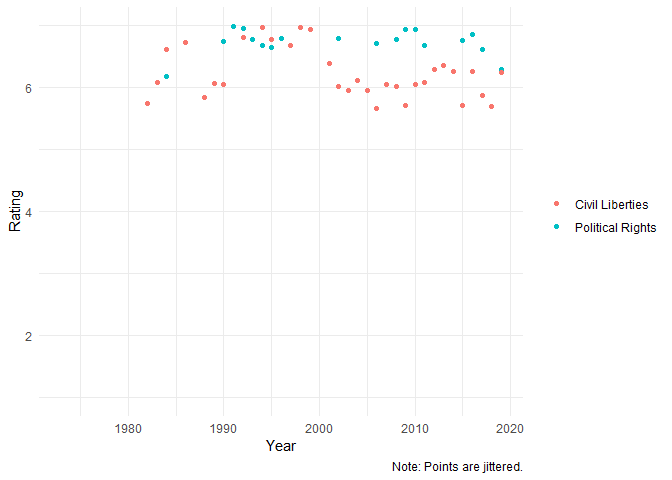 6
4
2
Rating
1980 1990 2000 2010 2020
Year
Civil Liberties
Political Rights
Note: Points are jittered.